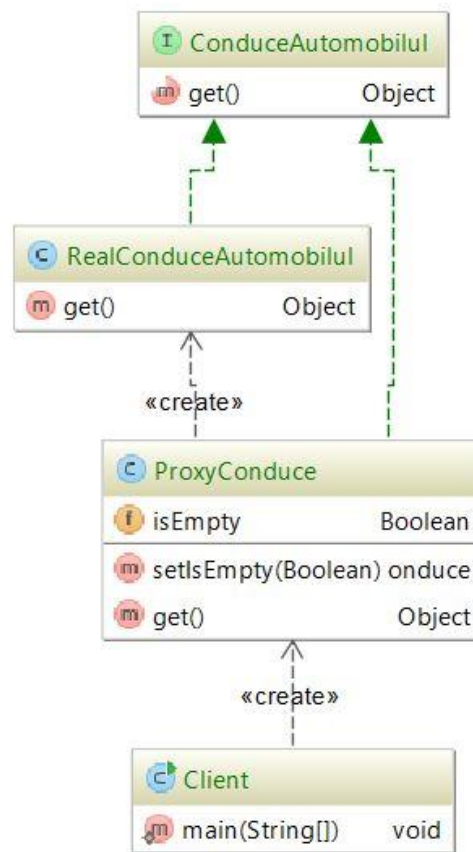 I ConduceAutomobilul
m get() Object
C RealConduceAutomobilul
m get() Object
«create»
C ProxyConduce
f isEmpty Boolean
m setIsEmpty(Boolean) onduce
m get() Object
«create»
C Client
m main(String[]) void